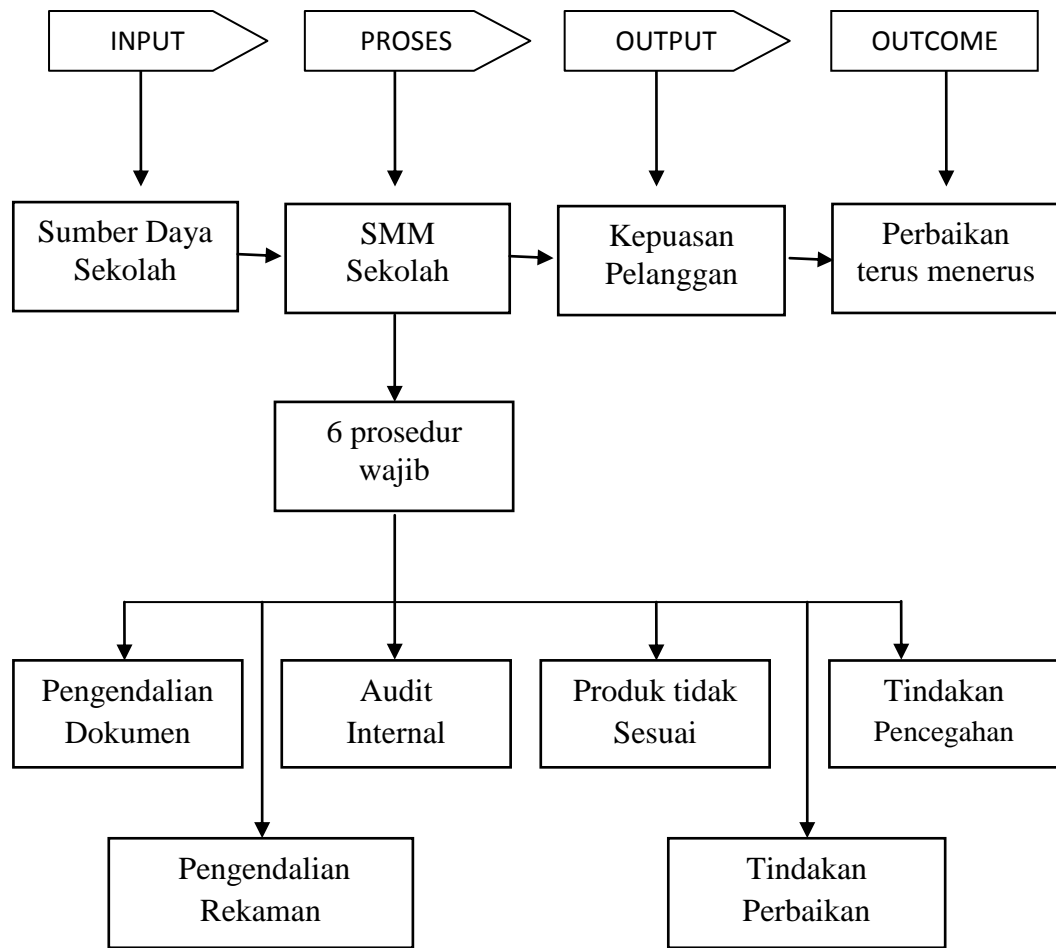 INPUT
PROSES
OUTPUT
OUTCOME
Sumber Daya
Sekolah
SMM
Sekolah
Kepuasan
Pelanggan
Perbaikan
terus menerus
6 prosedur
wajib
Pengendalian
Dokumen
Audit
Internal
Produk tidak
Sesuai
Tindakan
Pencegahan
Pengendalian
Rekaman
Tindakan
Perbaikan